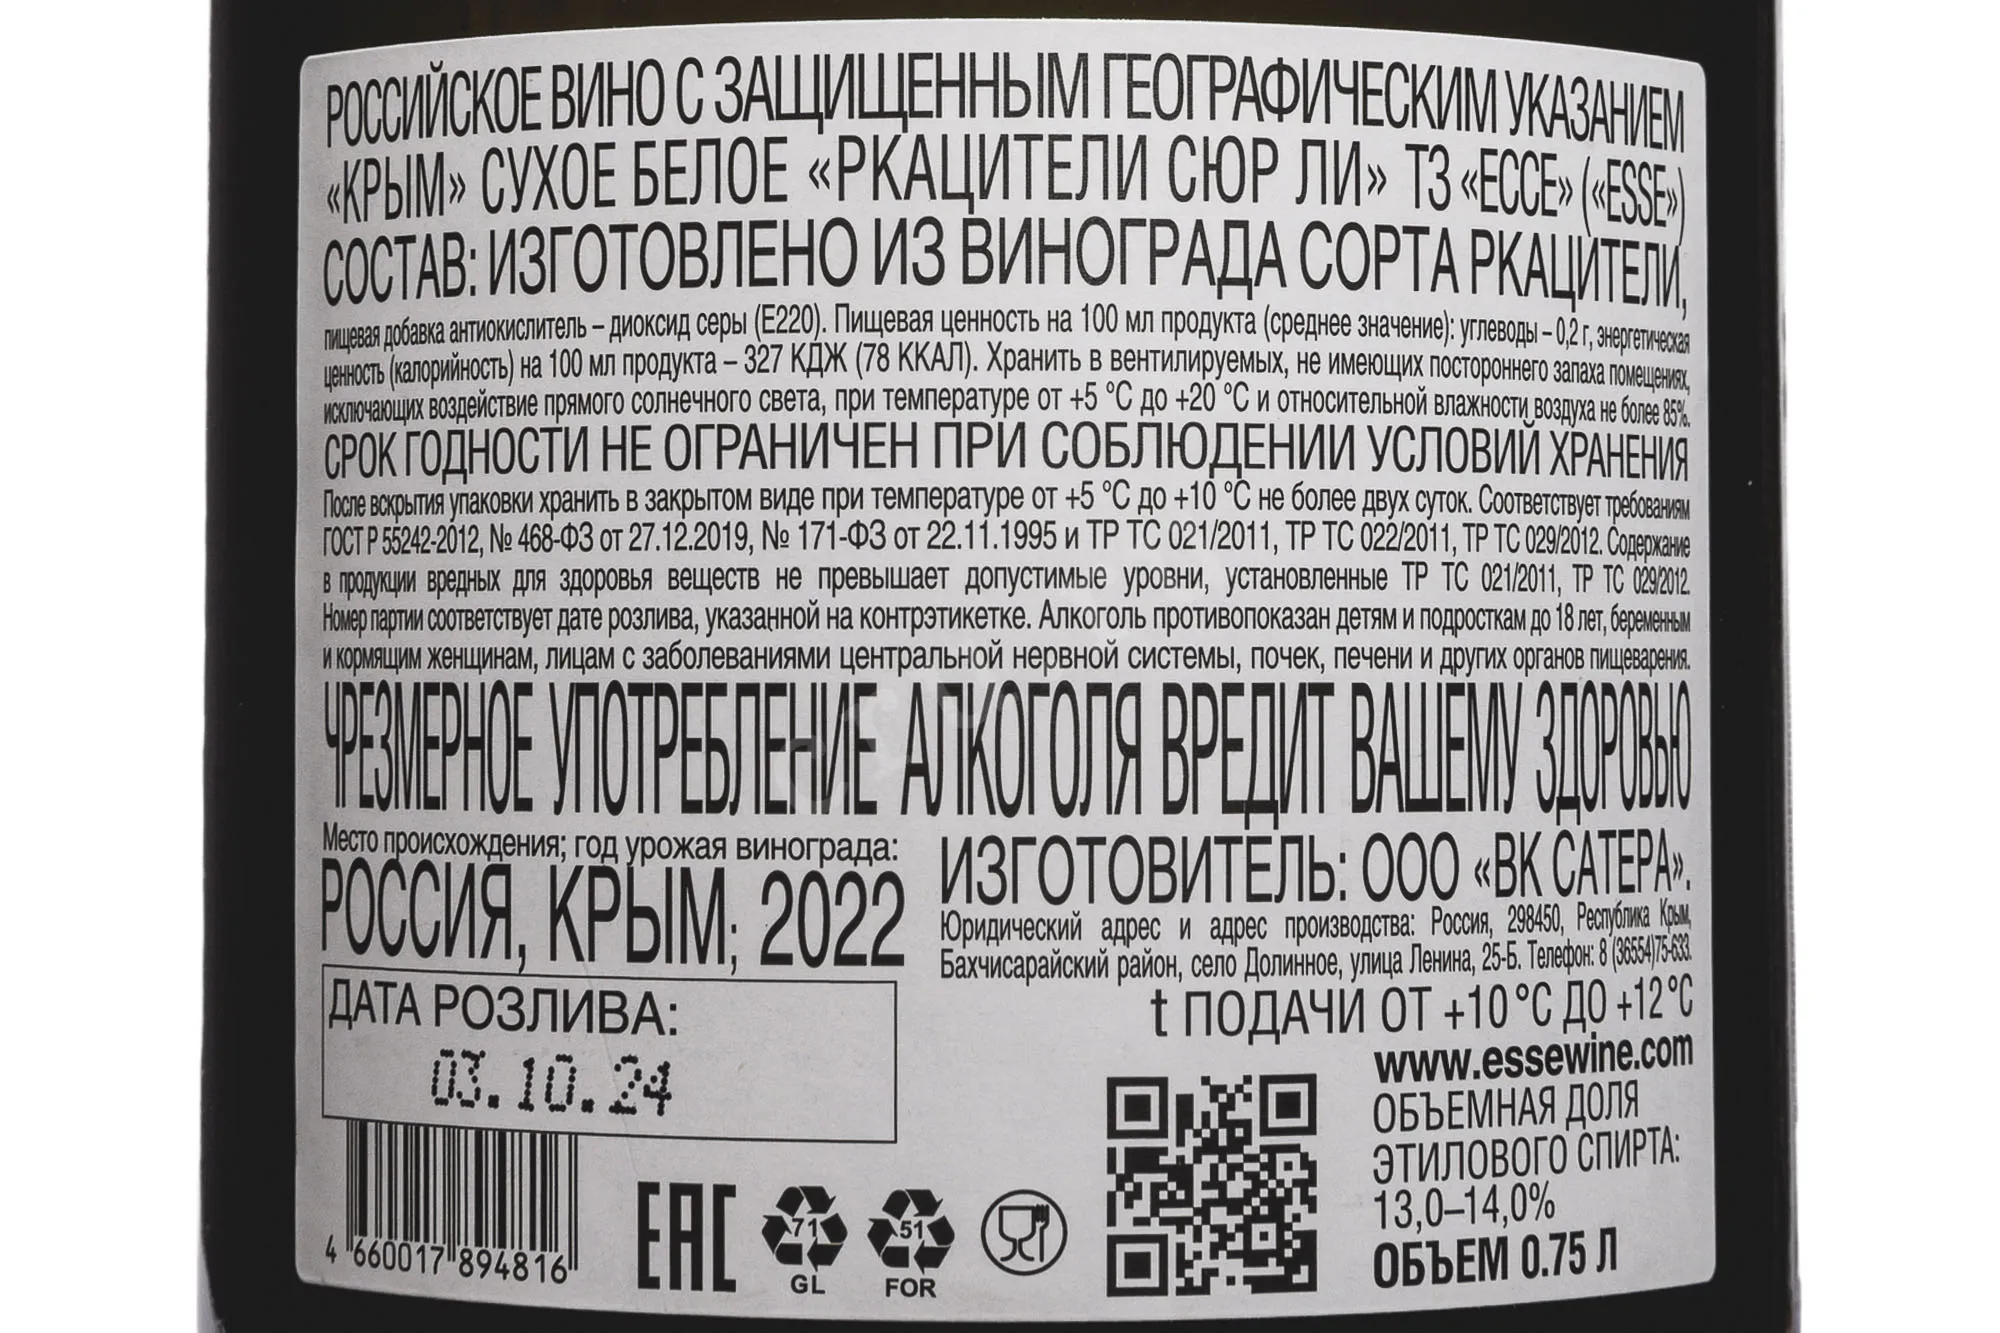 РОССИЙСКОЕ ВИНО С ЗАЩИЩЕННЫМ ГЕОГРАФИЧЕСКИМ УКАЗАНИЕМ
«КРЫМ» СУХОЕ БЕЛОЕ «РКАЦИТЕЛИ СЮР ЛИ» ТЗ «ЕССЕ» («ESSE»)
СОСТАВ: ИЗГОТОВЛЕНО ИЗ ВИНОГРАДА СОРТА РКАЦИТЕЛИ,
пищевая добавка антиокислитель – диоксид серы (Е220). Пищевая ценность на 100 мл продукта (среднее значение): углеводы – 0,2 г, энергетическая
ценность (калорийность) на 100 мл продукта – 327 КДЖ (78 ККАЛ). Хранить в вентилируемых, не имеющих постороннего запаха помещениях,
исключающих воздействие прямого солнечного света, при температуре от +5 °С до +20 °С и относительной влажности воздуха не более 85%.
СРОК ГОДНОСТИ НЕ ОГРАНИЧЕН ПРИ СОБЛЮДЕНИИ УСЛОВИЙ ХРАНЕНИЯ
После вскрытия упаковки хранить в закрытом виде при температуре от +5 °С до +10 °С не более двух суток. Соответствует требованиям
ГОСТ Р 55242-2012, № 468-ФЗ от 27.12.2019, № 171-ФЗ от 22.11.1995 и ТР ТС 021/2011, ТР ТС 022/2011, ТР ТС 029/2012. Содержание
в продукции вредных для здоровья веществ не превышает допустимые уровни, установленные ТР ТС 021/2011, ТР ТС 029/2012.
Номер партии соответствует дате розлива, указанной на контрэтикетке. Алкоголь противопоказан детям и подросткам до 18 лет, беременным
и кормящим женщинам, лицам с заболеваниями центральной нервной системы, почек, печени и других органов пищеварения.
ЧРЕЗМЕРНОЕ УПОТРЕБЛЕНИЕ АЛКОГОЛЯ ВРЕДИТ ВАШЕМУ ЗДОРОВЬЮ
Место происхождения; год урожая винограда:
РОССИЯ, КРЫМ; 2022
ДАТА РОЗЛИВА:
03.10.24
4 660017 894816
EAC
71
GL
51
FOR
ИЗГОТОВИТЕЛЬ: ООО «ВК САТЕРА».
Юридический адрес и адрес производства: Россия, 298450, Республика Крым,
Бахчисарайский район, село Долинное, улица Ленина, 25-Б. Телефон: 8 (36554)75-633.
t ПОДАЧИ ОТ +10 °С ДО +12 °С
www.essewine.com
ОБЪЕМНАЯ ДОЛЯ
ЭТИЛОВОГО СПИРТА:
13,0–14,0%
ОБЪЕМ 0.75 Л